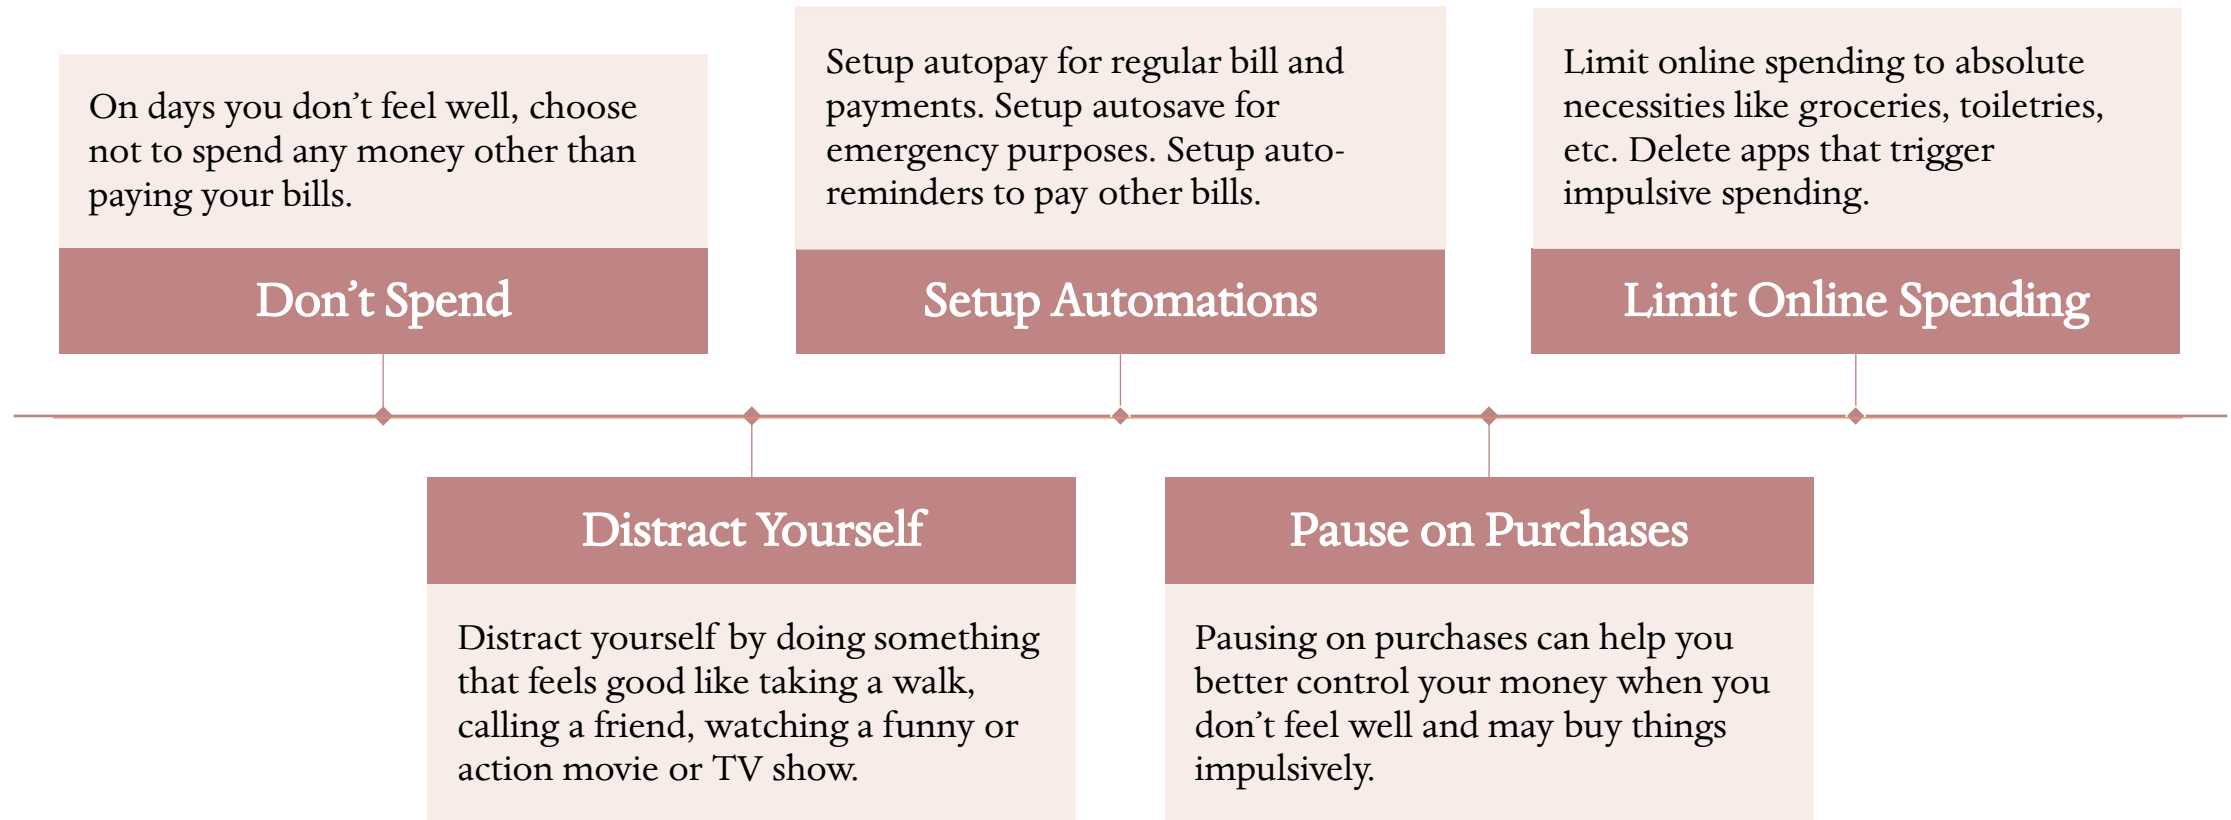 On days you don’t feel well, choose
not to spend any money other than
paying your bills.
Don’t Spend
Distract Yourself
Distract yourself by doing something
that feels good like taking a walk,
calling a friend, watching a funny or
action movie or TV show.
Setup autopay for regular bill and
payments. Setup autosave for
emergency purposes. Setup auto-
reminders to pay other bills.
Setup Automations
Pause on Purchases
Pausing on purchases can help you
better control your money when you
don’t feel well and may buy things
impulsively.
Limit online spending to absolute
necessities like groceries, toiletries,
etc. Delete apps that trigger
impulsive spending.
Limit Online Spending